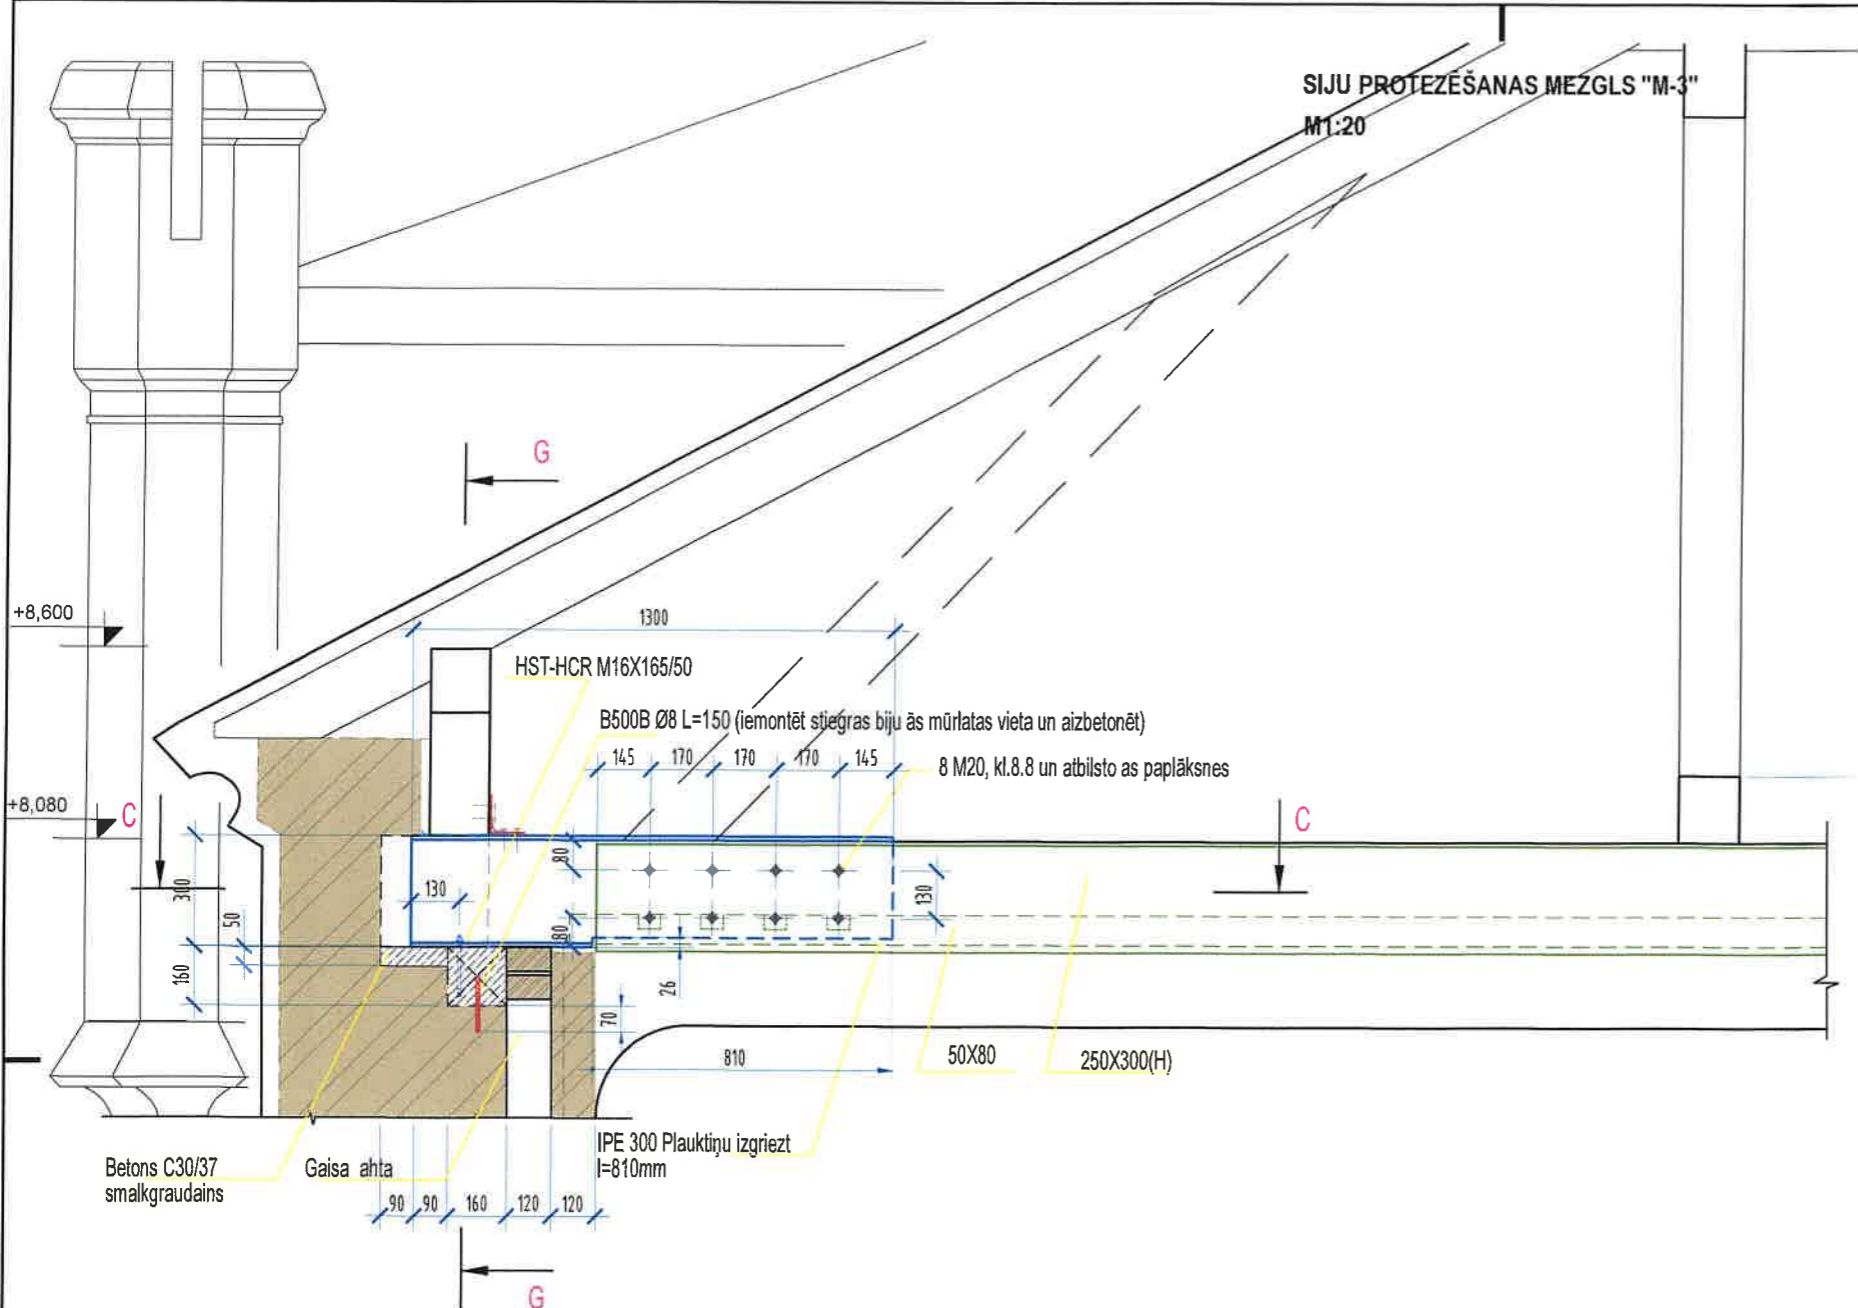 SIJU PROTEZĒŠANAS MEZGLS "M-3"
M1:20
G
+8,600
1300
HST-HCR M16X165/50
B500B Ø8 L=150 (iemontēt stiegras biju ās mūrlatas vieta un aizbetonēt)
145 170 170 170 145
8 M20, kl.8.8 un atbilsto as paplāksnes
+8,080
C
C
80
130
300
130
50
80
160
26
70
810
50X80
250X300(H)
IPE 300 Plauktiņu izgriezt
l=810mm
Betons C30/37
smalkgraudains
Gaisa ahta
90 90 160 120 120
G